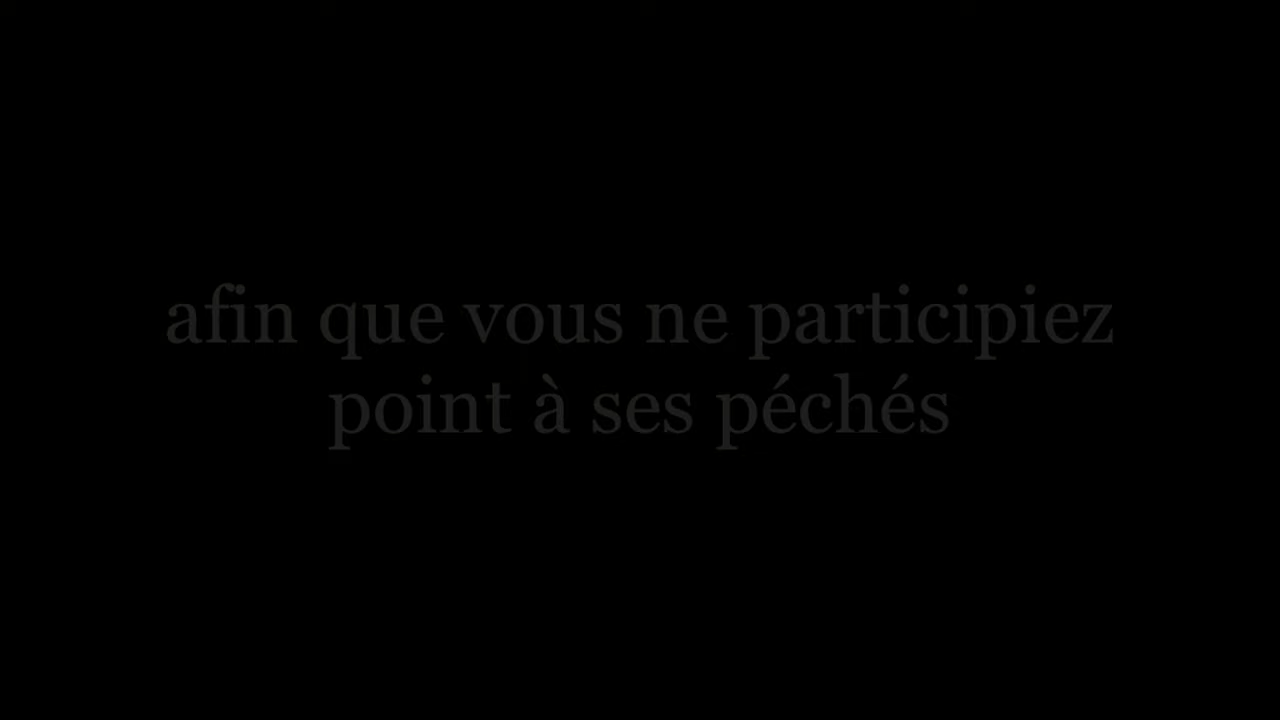 afin que vous ne participiez
point à ses péchés